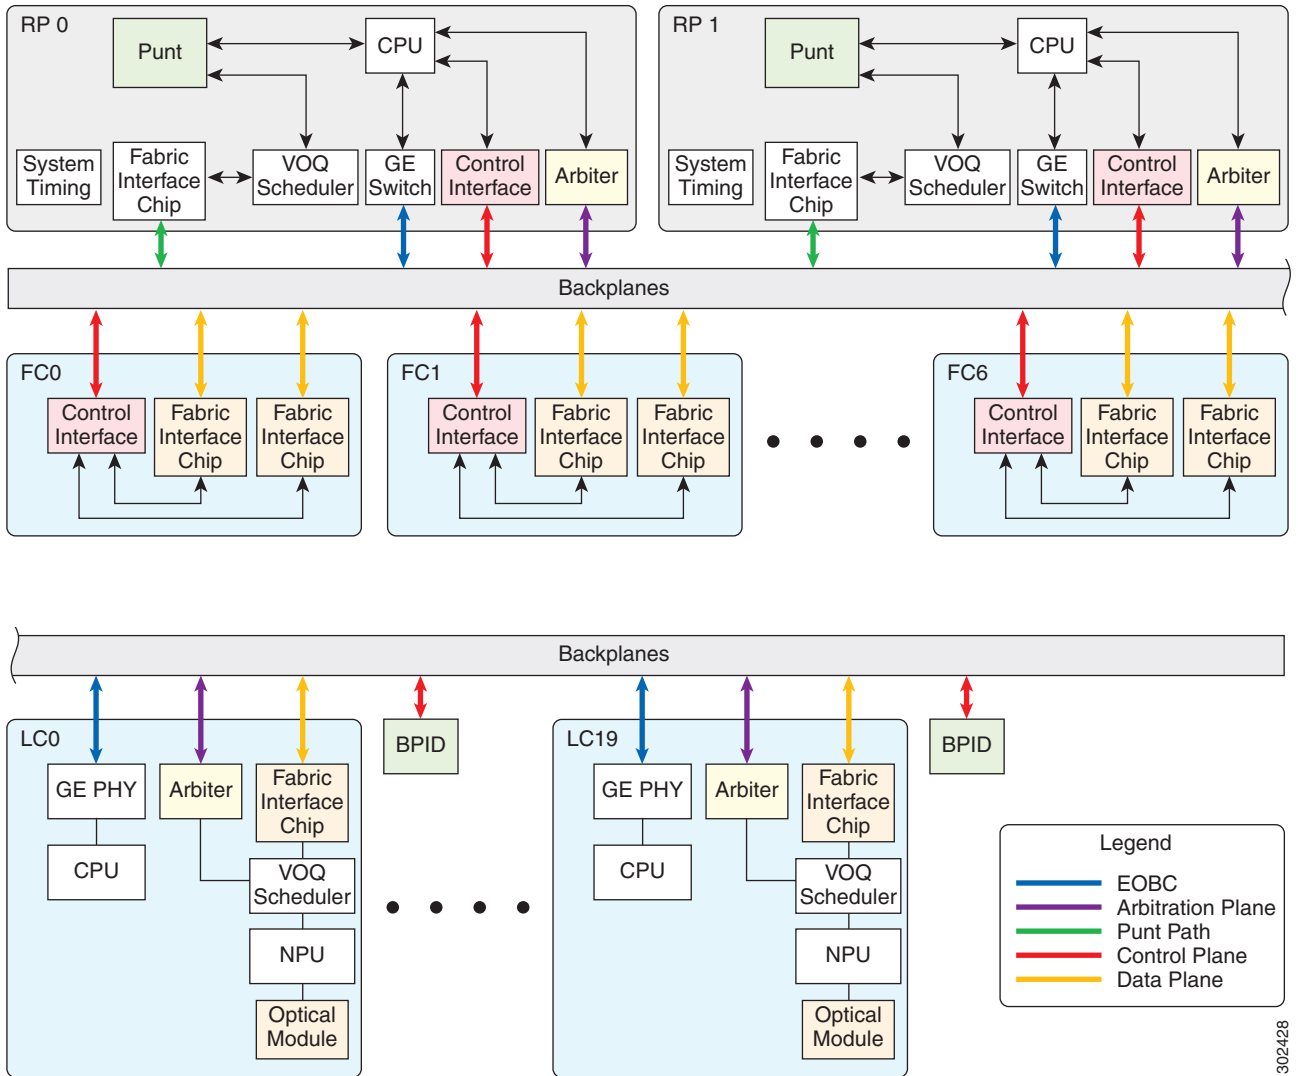 RP 0
Punt
CPU
System
Timing
Fabric
Interface
Chip
VOQ
Scheduler
GE
Switch
Control
Interface
Arbiter
RP 1
Punt
CPU
System
Timing
Fabric
Interface
Chip
VOQ
Scheduler
GE
Switch
Control
Interface
Arbiter
Backplanes
FC0
Control
Interface
Fabric
Interface
Chip
Fabric
Interface
Chip
FC1
Control
Interface
Fabric
Interface
Chip
Fabric
Interface
Chip
FC6
Control
Interface
Fabric
Interface
Chip
Fabric
Interface
Chip
Backplanes
LC0
GE PHY
CPU
Arbiter
Fabric
Interface
Chip
VOQ
Scheduler
NPU
Optical
Module
BPID
LC19
GE PHY
CPU
Arbiter
Fabric
Interface
Chip
VOQ
Scheduler
NPU
Optical
Module
BPID
Legend
EOBC
Arbitration Plane
Punt Path
Control Plane
Data Plane
302428